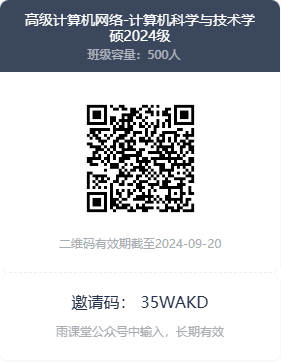 高级计算机网络-计算机科学与技术学
硕2024级
班级容量：500人
二维码有效期截至2024-09-20
邀请码： 35WAKD
雨课堂公众号中输入，长期有效